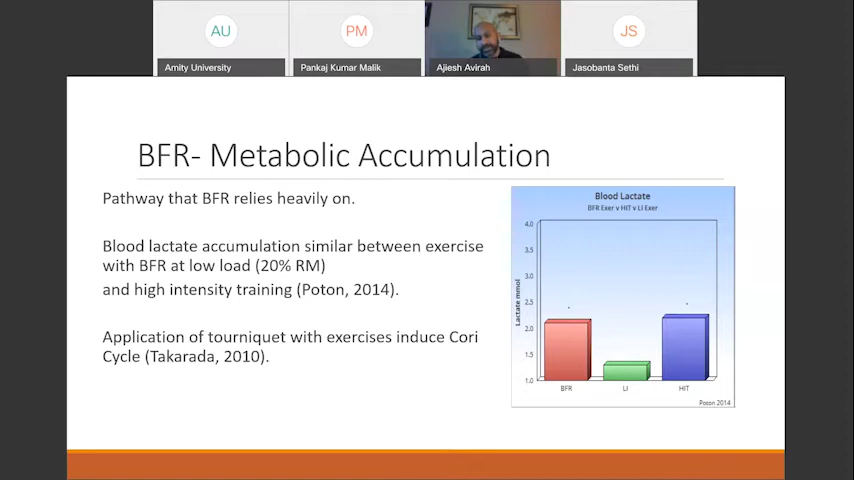 AU
PM
JS
Amity University
Pankaj Kumar Malik
Ajiesh Avirah
Jasobanta Sethi
BFR- Metabolic Accumulation
Pathway that BFR relies heavily on.
Blood lactate accumulation similar between exercise
with BFR at low load (20% RM)
and high intensity training (Poton, 2014).
Application of tourniquet with exercises induce Cori
Cycle (Takarada, 2010).
Blood Lactate
BFR Exer v HIT v LI Exer
Lactate mmol
4.0
3.5
3.0
2.5
2.0
1.5
1.0
BFR
LI
HIT
Poton 2014